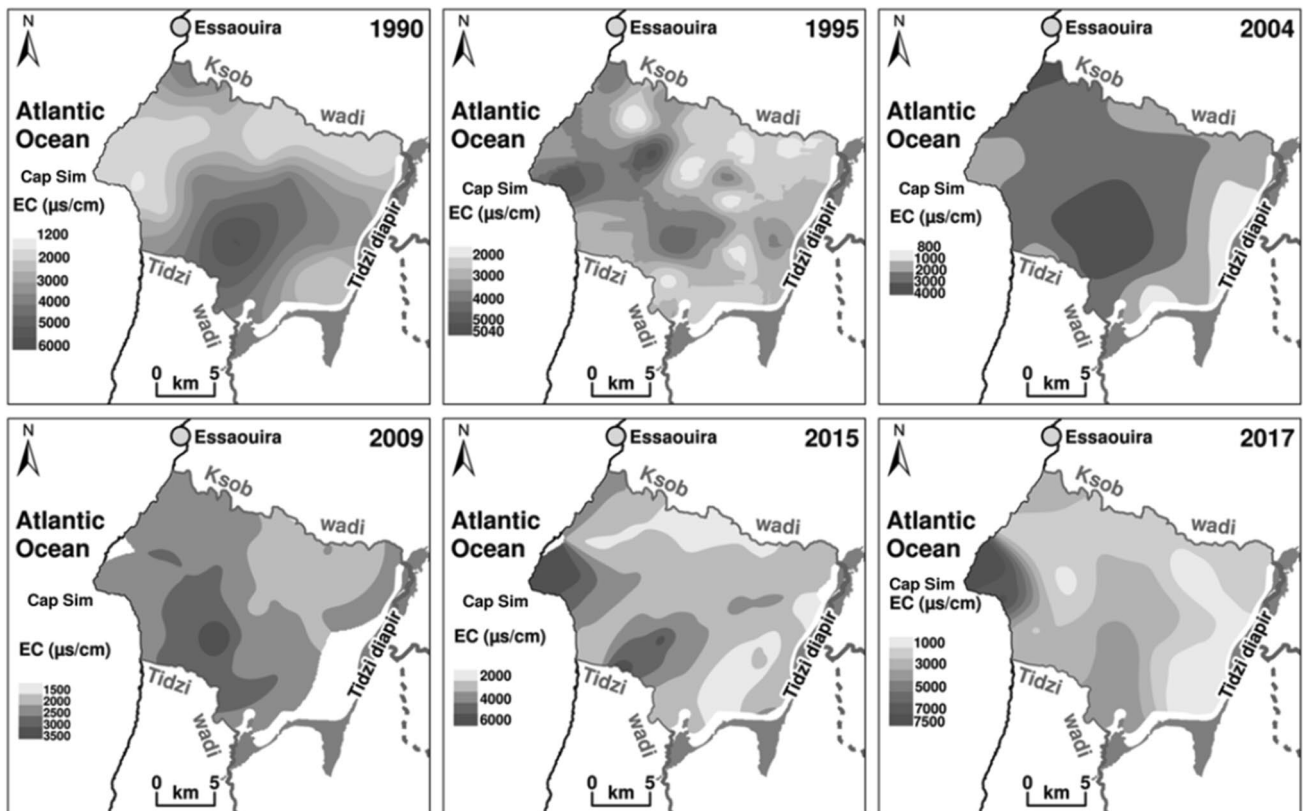 N
Essaouira
1990
Ksob
wadi
Atlantic
Ocean
Cap Sim
EC (µs/cm)
1200
2000
3000
4000
5000
6000
Tidzi
wadi
Tidzi diapir
0 5
km
N
Essaouira
1995
Ksob
wadi
Atlantic
Ocean
Cap Sim
EC (µs/cm)
2000
3000
4000
5000
5040
Tidzi
wadi
Tidzi diapir
0 5
km
N
Essaouira
2004
Ksob
wadi
Atlantic
Ocean
Cap Sim
EC (µs/cm)
800
1000
2000
3000
4000
Tidzi
wadi
Tidzi diapir
0 5
km
N
Essaouira
2009
Ksob
wadi
Atlantic
Ocean
Cap Sim
EC (µs/cm)
1500
2000
2500
3000
3500
Tidzi
wadi
Tidzi diapir
0 5
km
N
Essaouira
2015
Ksob
wadi
Atlantic
Ocean
Cap Sim
EC (µs/cm)
2000
4000
6000
Tidzi
wadi
Tidzi diapir
0 5
km
N
Essaouira
2017
Ksob
wadi
Atlantic
Ocean
Cap Sim
EC (µs/cm)
1000
3000
5000
7000
7500
Tidzi
wadi
Tidzi diapir
0 5
km